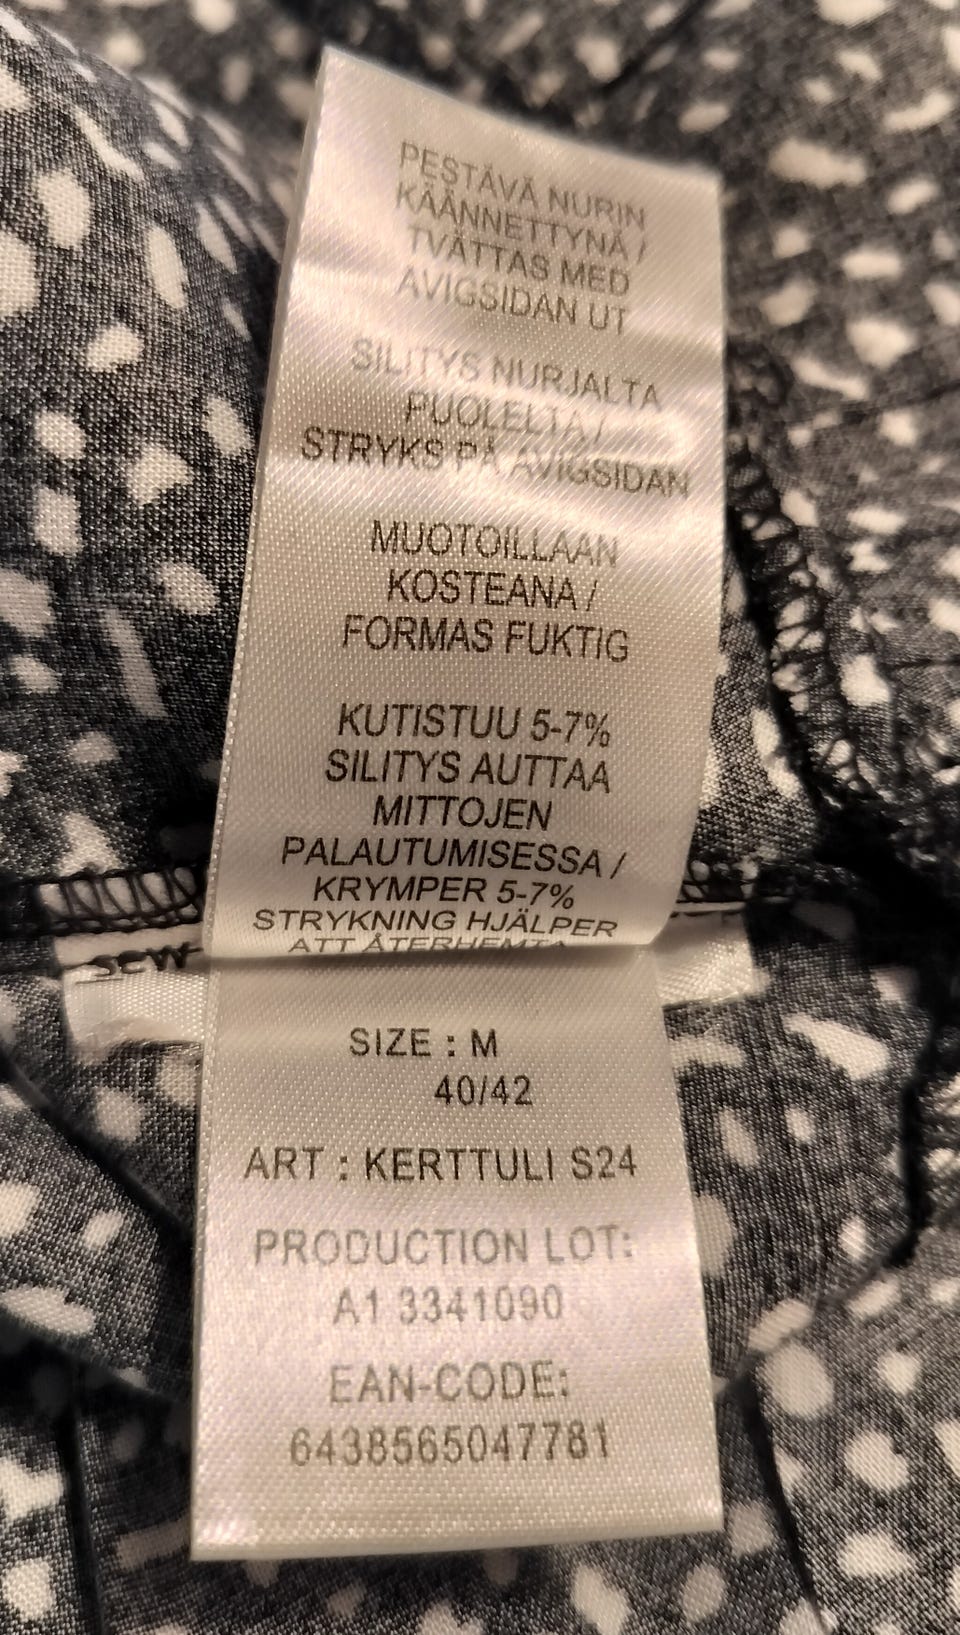 PESTÄVÄ NURIN
KÄÄNNETTYNÄ /
TVÄTTAS MED
AVIGSIDAN UT
SILITYS NURJALTA
PUOLELTA /
STRYKS PÅ AVIGSIDAN
MUOTOILLAAN
KOSTEANA /
FORMAS FUKTIG
KUTISTUU 5-7%
SILITYS AUTTAA
MITTOJEN
PALAUTUMISESSA /
KRYMPER 5-7%
STRYKNING HJÄLPER
ATT
SIZE : M
40/42
ART : KERTTULI S24
PRODUCTION LOT:
A1 3341090
EAN-CODE:
6438565047781